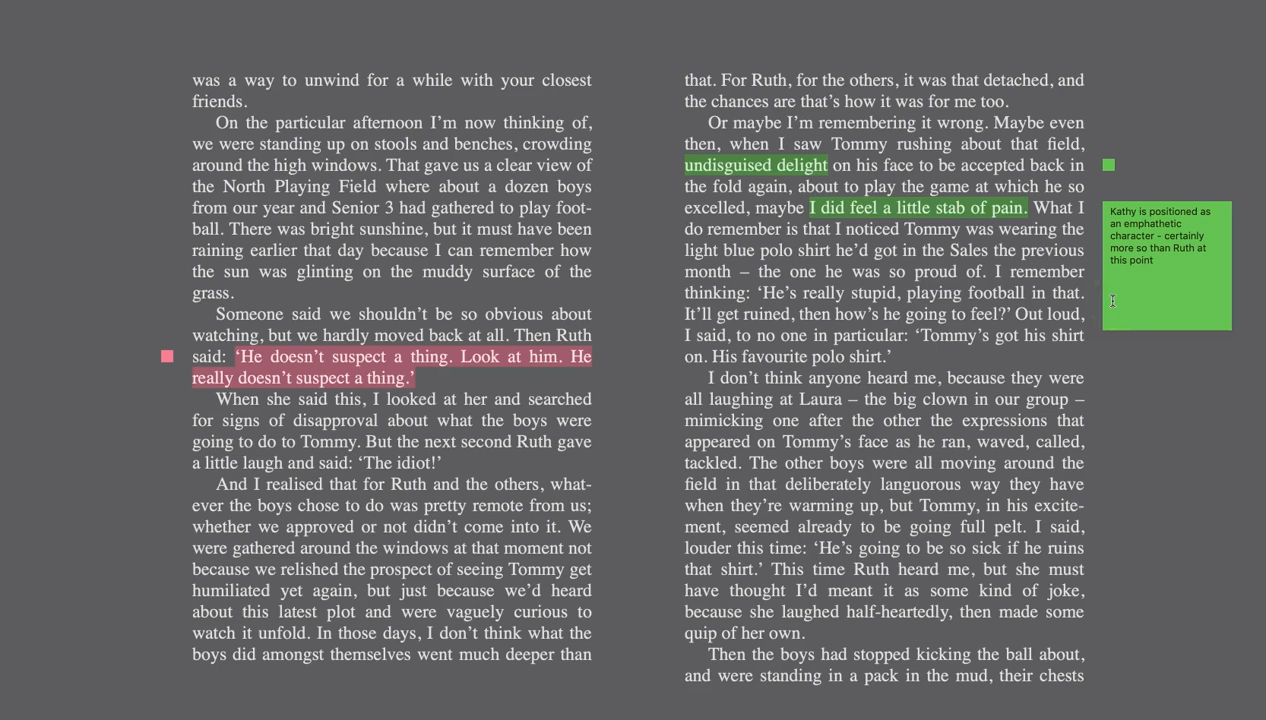 was a way to unwind for a while with your closest
friends.
On the particular afternoon I'm now thinking of,
we were standing up on stools and benches, crowding
around the high windows. That gave us a clear view of
the North Playing Field where about a dozen boys
from our year and Senior 3 had gathered to play foot-
ball. There was bright sunshine, but it must have been
raining earlier that day because I can remember how
the sun was glinting on the muddy surface of the
grass.
Someone said we shouldn't be so obvious about
watching, but we hardly moved back at all. Then Ruth
said: ‘He doesn't suspect a thing. Look at him. He
really doesn't suspect a thing.’
When she said this, I looked at her and searched
for signs of disapproval about what the boys were
going to do to Tommy. But the next second Ruth gave
a little laugh and said: ‘The idiot!’
And I realised that for Ruth and the others, what-
ever the boys chose to do was pretty remote from us;
whether we approved or not didn't come into it. We
were gathered around the windows at that moment not
because we relished the prospect of seeing Tommy get
humiliated yet again, but just because we'd heard
about this latest plot and were vaguely curious to
watch it unfold. In those days, I don't think what the
boys did amongst themselves went much deeper than
that. For Ruth, for the others, it was that detached, and
the chances are that's how it was for me too.
Or maybe I'm remembering it wrong. Maybe even
then, when I saw Tommy rushing about that field,
undisguised delight on his face to be accepted back in
the fold again, about to play the game at which he so
excelled, maybe I did feel a little stab of pain. What I
do remember is that I noticed Tommy was wearing the
light blue polo shirt he'd got in the Sales the previous
month – the one he was so proud of. I remember
thinking: ‘He's really stupid, playing football in that.
It'll get ruined, then how's he going to feel?’ Out loud,
I said, to no one in particular: ‘Tommy's got his shirt
on. His favourite polo shirt.’
I don't think anyone heard me, because they were
all laughing at Laura – the big clown in our group –
mimicking one after the other the expressions that
appeared on Tommy's face as he ran, waved, called,
tackled. The other boys were all moving around the
field in that deliberately languorous way they have
when they're warming up, but Tommy, in his excite-
ment, seemed already to be going full pelt. I said,
louder this time: ‘He's going to be so sick if he ruins
that shirt.’ This time Ruth heard me, but she must
have thought I'd meant it as some kind of joke,
because she laughed half-heartedly, then made some
quip of her own.
Then the boys had stopped kicking the ball about,
and were standing in a pack in the mud, their chests
Kathy is positioned as
an emphathetic
character - certainly
more so than Ruth at
this point